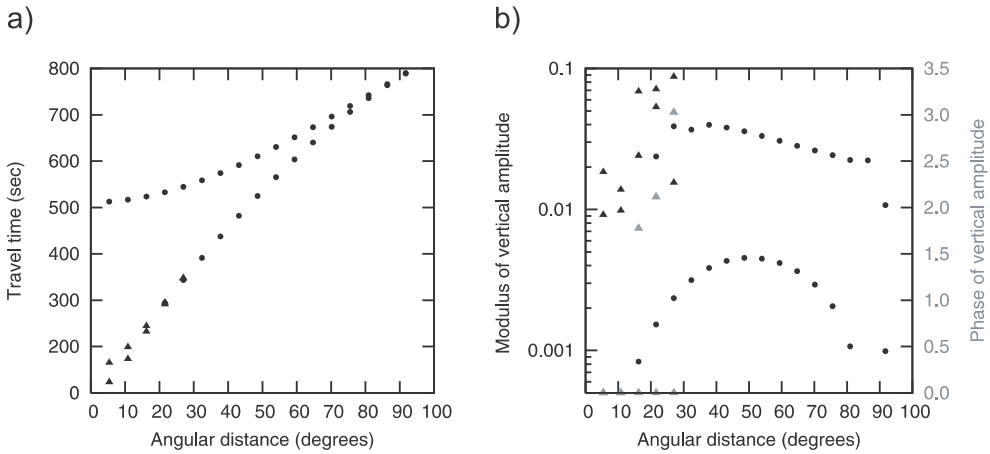 a)
b)
Travel time (sec)
800
700
600
500
400
300
200
100
0
0 10 20 30 40 50 60 70 80 90 100
Angular distance (degrees)
Modulus of vertical amplitude
0.1
0.01
0.001
0 10 20 30 40 50 60 70 80 90 100
Angular distance (degrees)
3.5
3.0
2.5
2.0
1.5
1.0
0.5
0.0
Phase of vertical amplitude